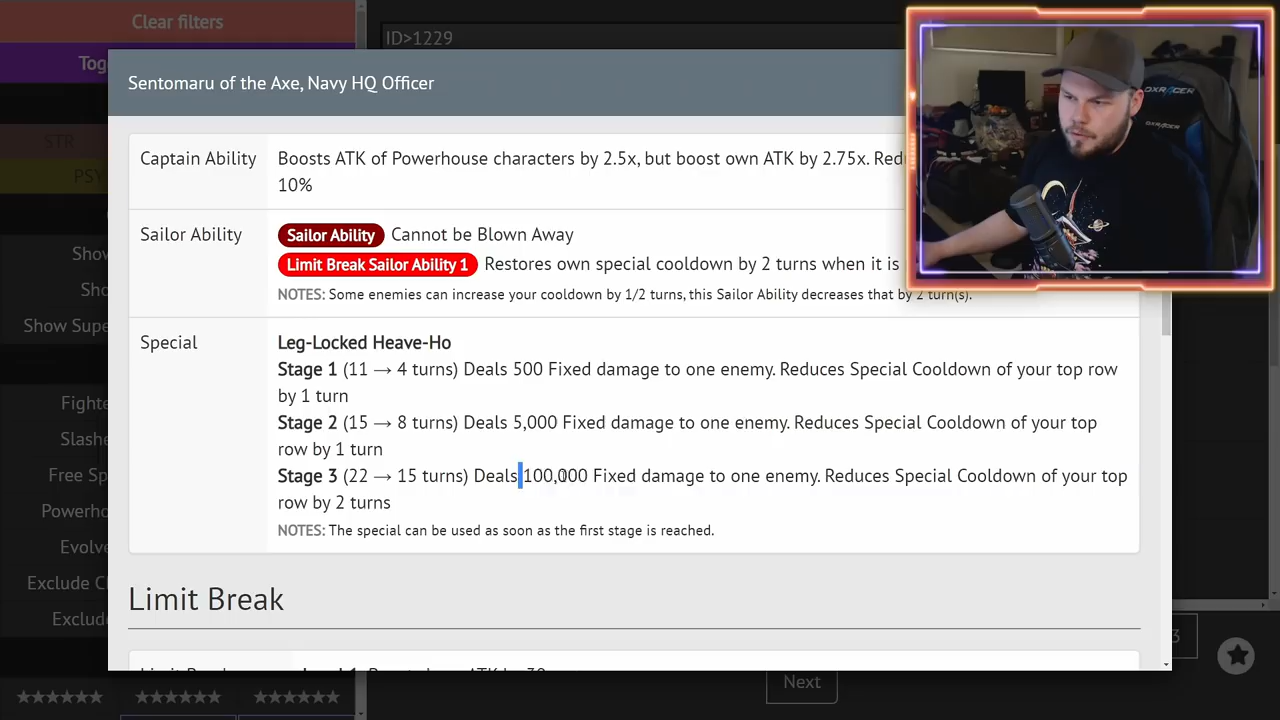 Clear filters
ID>1229
Sentomaru of the Axe, Navy HQ Officer
STR
PSY
Captain Ability
Boosts ATK of Powerhouse characters by 2.5x, but boost own ATK by 2.75x.
10%
Sailor Ability
Sailor Ability Cannot be Blown Away
Limit Break Sailor Ability 1 Restores own special cooldown by 2 turns when it is
NOTES: Some enemies can increase your cooldown by 1/2 turns, this Sailor Ability decreases that by 2 turn(s).
Special
Leg-Locked Heave-Ho
Stage 1 (11 → 4 turns) Deals 500 Fixed damage to one enemy. Reduces Special Cooldown of your top row
by 1 turn
Stage 2 (15 → 8 turns) Deals 5,000 Fixed damage to one enemy. Reduces Special Cooldown of your top
row by 1 turn
Stage 3 (22 → 15 turns) Deals 100,000 Fixed damage to one enemy. Reduces Special Cooldown of your top
row by 2 turns
NOTES: The special can be used as soon as the first stage is reached.
Limit Break
Show Supe
Free Sp
Powerho
Exclude
Next
3
DXRACER
DXRACER